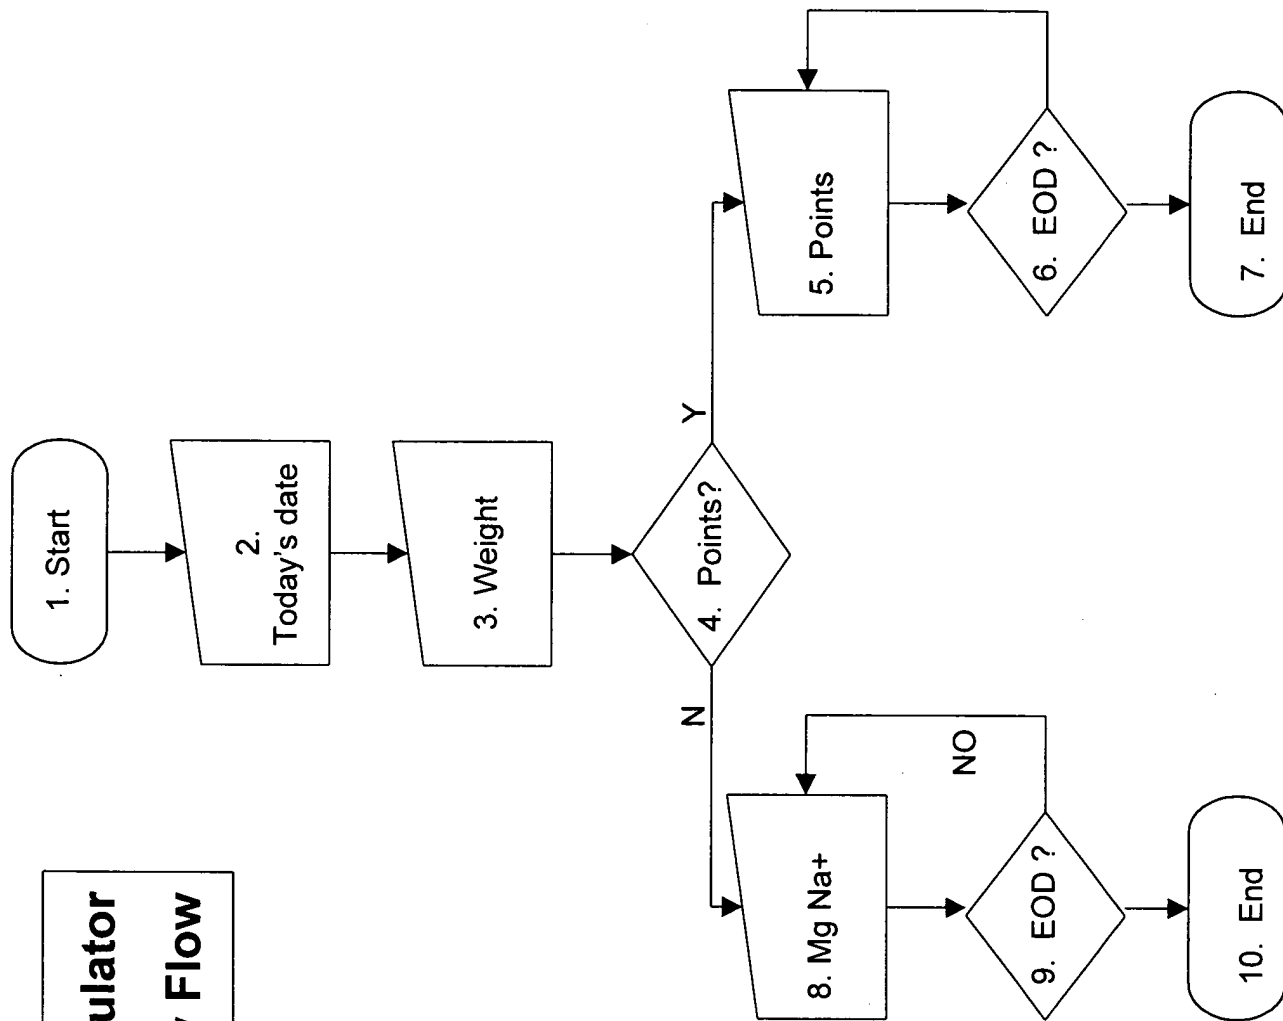 ulator
y Flow
1. Start
2.
Today's date
3. Weight
4. Points?
N
Y
8. Mg Na+
NO
9. EOD ?
10. End
5. Points
6. EOD ?
7. End